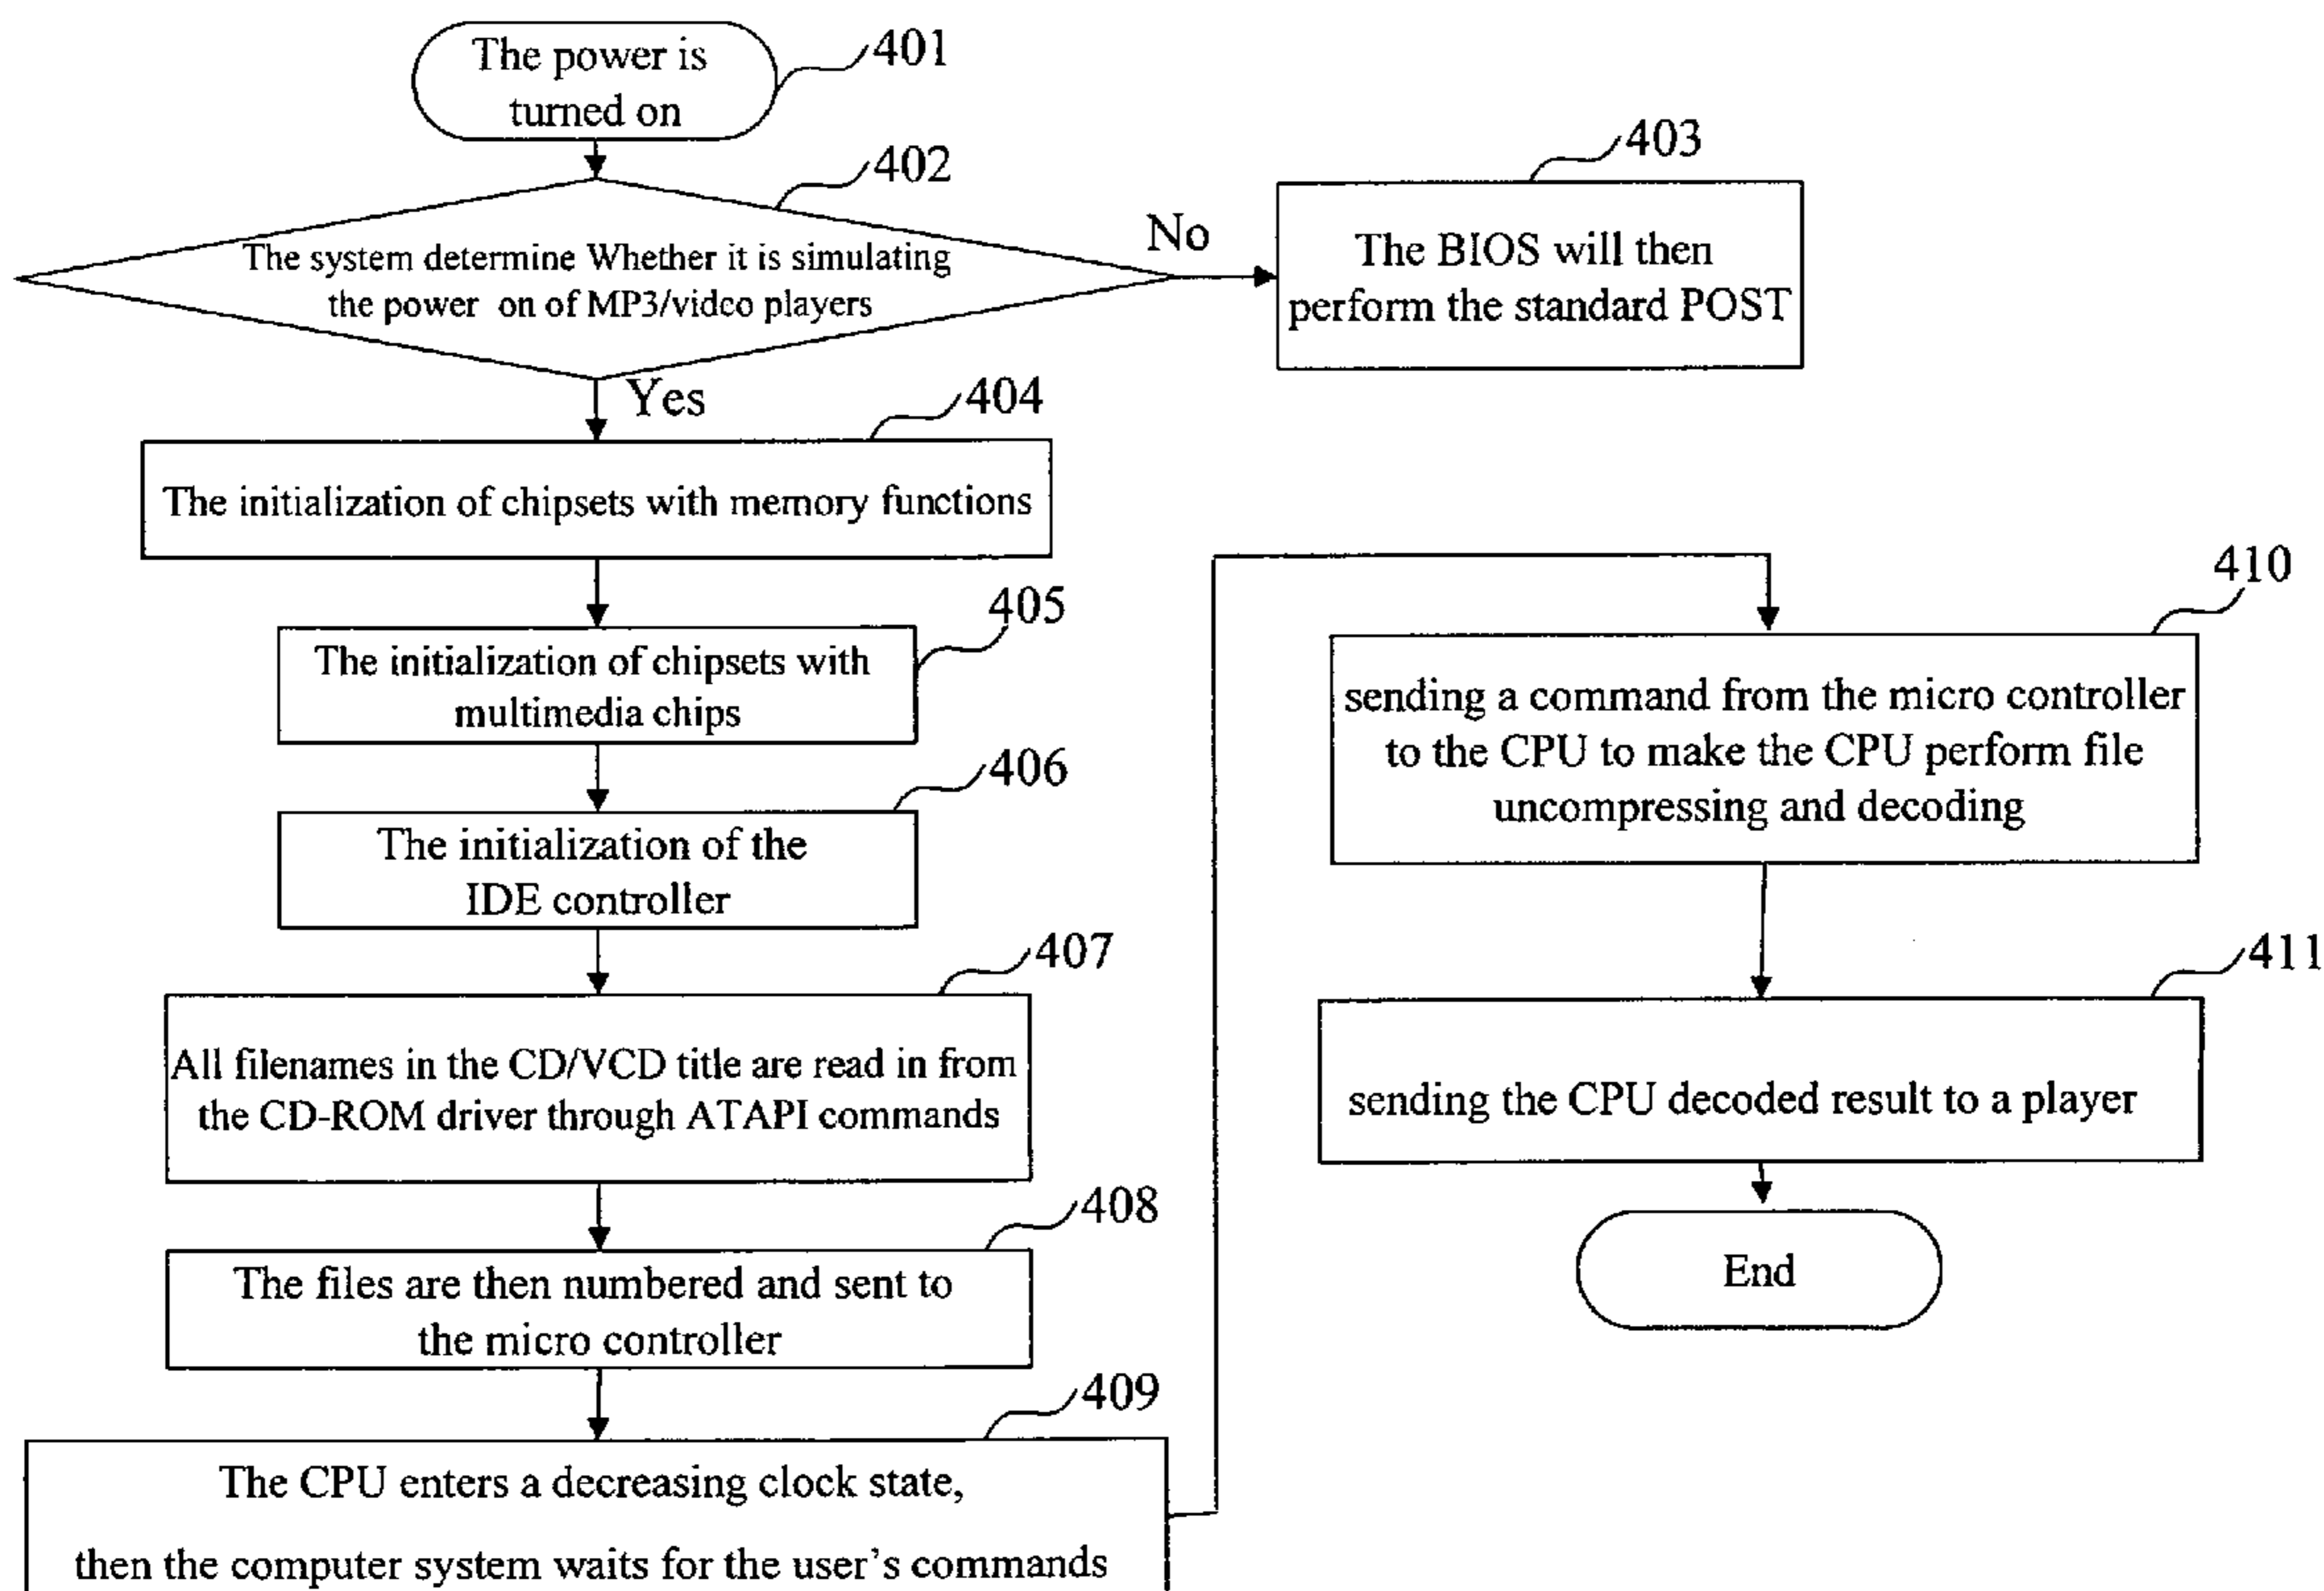 The power is
turned on
401
402
The system determine Whether it is simulating
the power on of MP3/video players
No
403
The BIOS will then
perform the standard POST
Yes
404
The initialization of chipsets with memory functions
405
The initialization of chipsets with
multimedia chips
406
The initialization of the
IDE controller
407
All filenames in the CD/VCD title are read in from
the CD-ROM driver through ATAPI commands
408
The files are then numbered and sent to
the micro controller
409
The CPU enters a decreasing clock state,
then the computer system waits for the user's commands
410
sending a command from the micro controller
to the CPU to make the CPU perform file
uncompressing and decoding
411
sending the CPU decoded result to a player
End